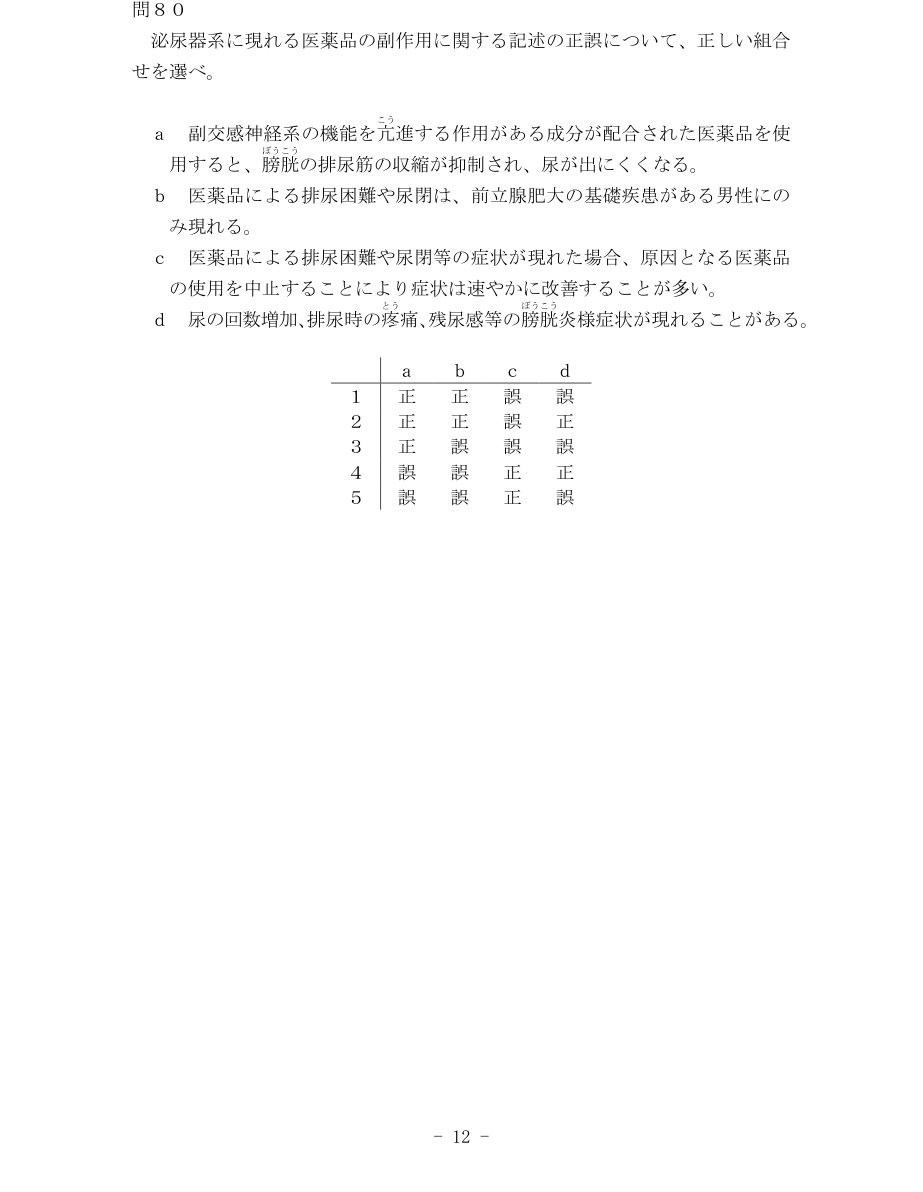 問８０
泌尿器系に現れる医薬品の副作用に関する記述の正誤について、正しい組合
せを選べ。
こう
ａ　副交感神経系の機能を亢進する作用がある成分が配合された医薬品を使
ぼうこう
用すると、膀胱の排尿筋の収縮が抑制され、尿が出にくくなる。
ｂ　医薬品による排尿困難や尿閉は、前立腺肥大の基礎疾患がある男性にの
み現れる。
ｃ　医薬品による排尿困難や尿閉等の症状が現れた場合、原因となる医薬品
の使用を中止することにより症状は速やかに改善することが多い。
とう ぼうこう
ｄ　尿の回数増加、排尿時の疼痛、残尿感等の膀胱炎様症状が現れることがある。
ａ ｂ ｃ ｄ
１ 正 正 誤 誤
２ 正 正 誤 正
３ 正 誤 誤 誤
４ 誤 誤 正 正
５ 誤 誤 正 誤
- 12 -